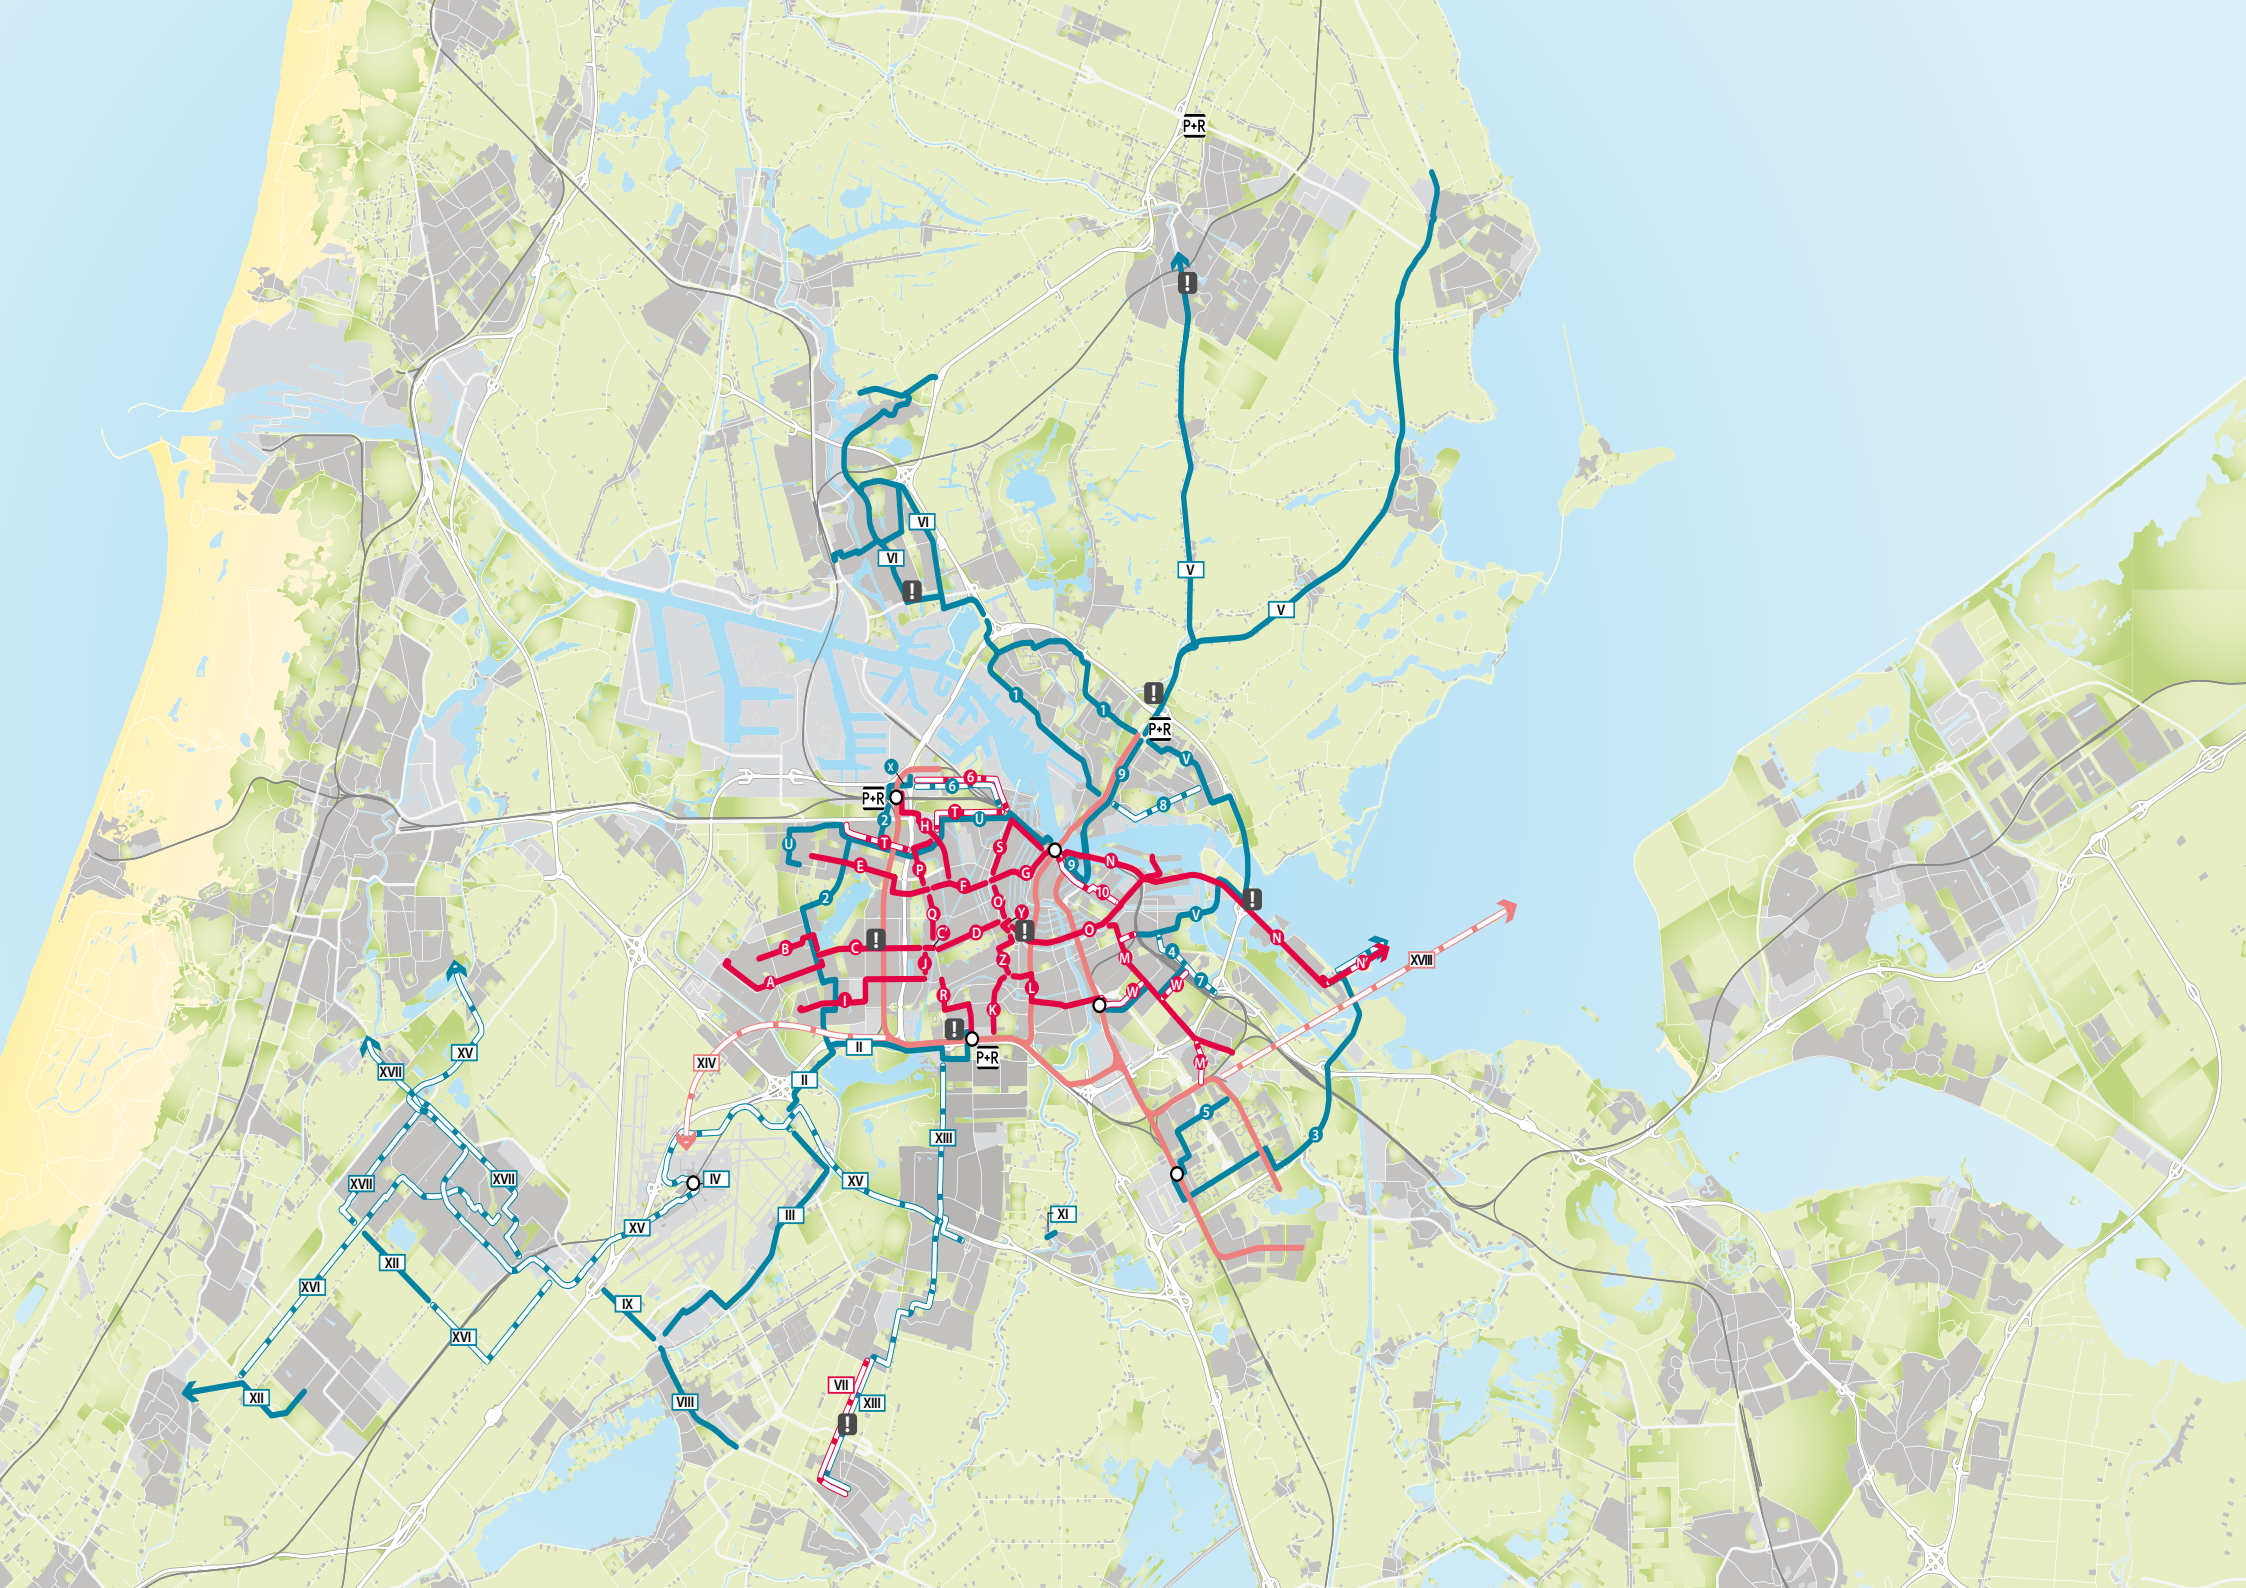 P+R
!
VI
VI
!
V
V
!
1
1
P+R
V
9
X
6
6
P+R
8
2
H
T
U
T
S
U
9
N
E
P
G
F
10
2
O
!
Q
Y
V
!
C'
D
O
N
B
C
!
4
M
J
Z
N'
XVIII
A
7
I
R
L
W
W
K
!
II
P+R
XV
XIV
M'
XVII
II
5
3
XIII
XVII
XVII
IV
XV
III
XI
XV
XII
XVI
IX
XVI
VII
XII
VIII
XIII
!